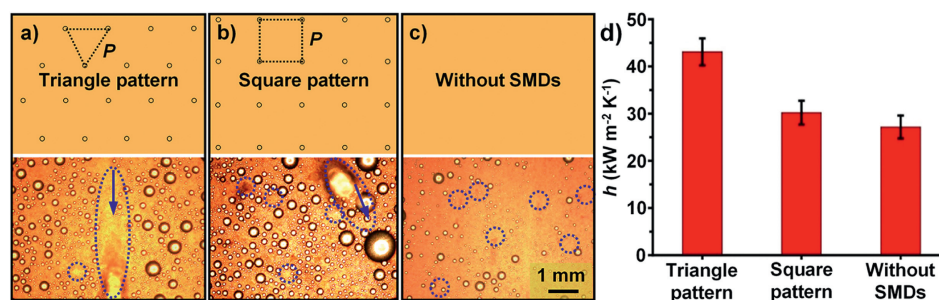 a)
P
Triangle pattern
b)
P
Square pattern
c)
Without SMDs
1 mm
d)
h (kW m⁻² K⁻¹)
50
40
30
20
10
0
Triangle pattern
Square pattern
Without SMDs